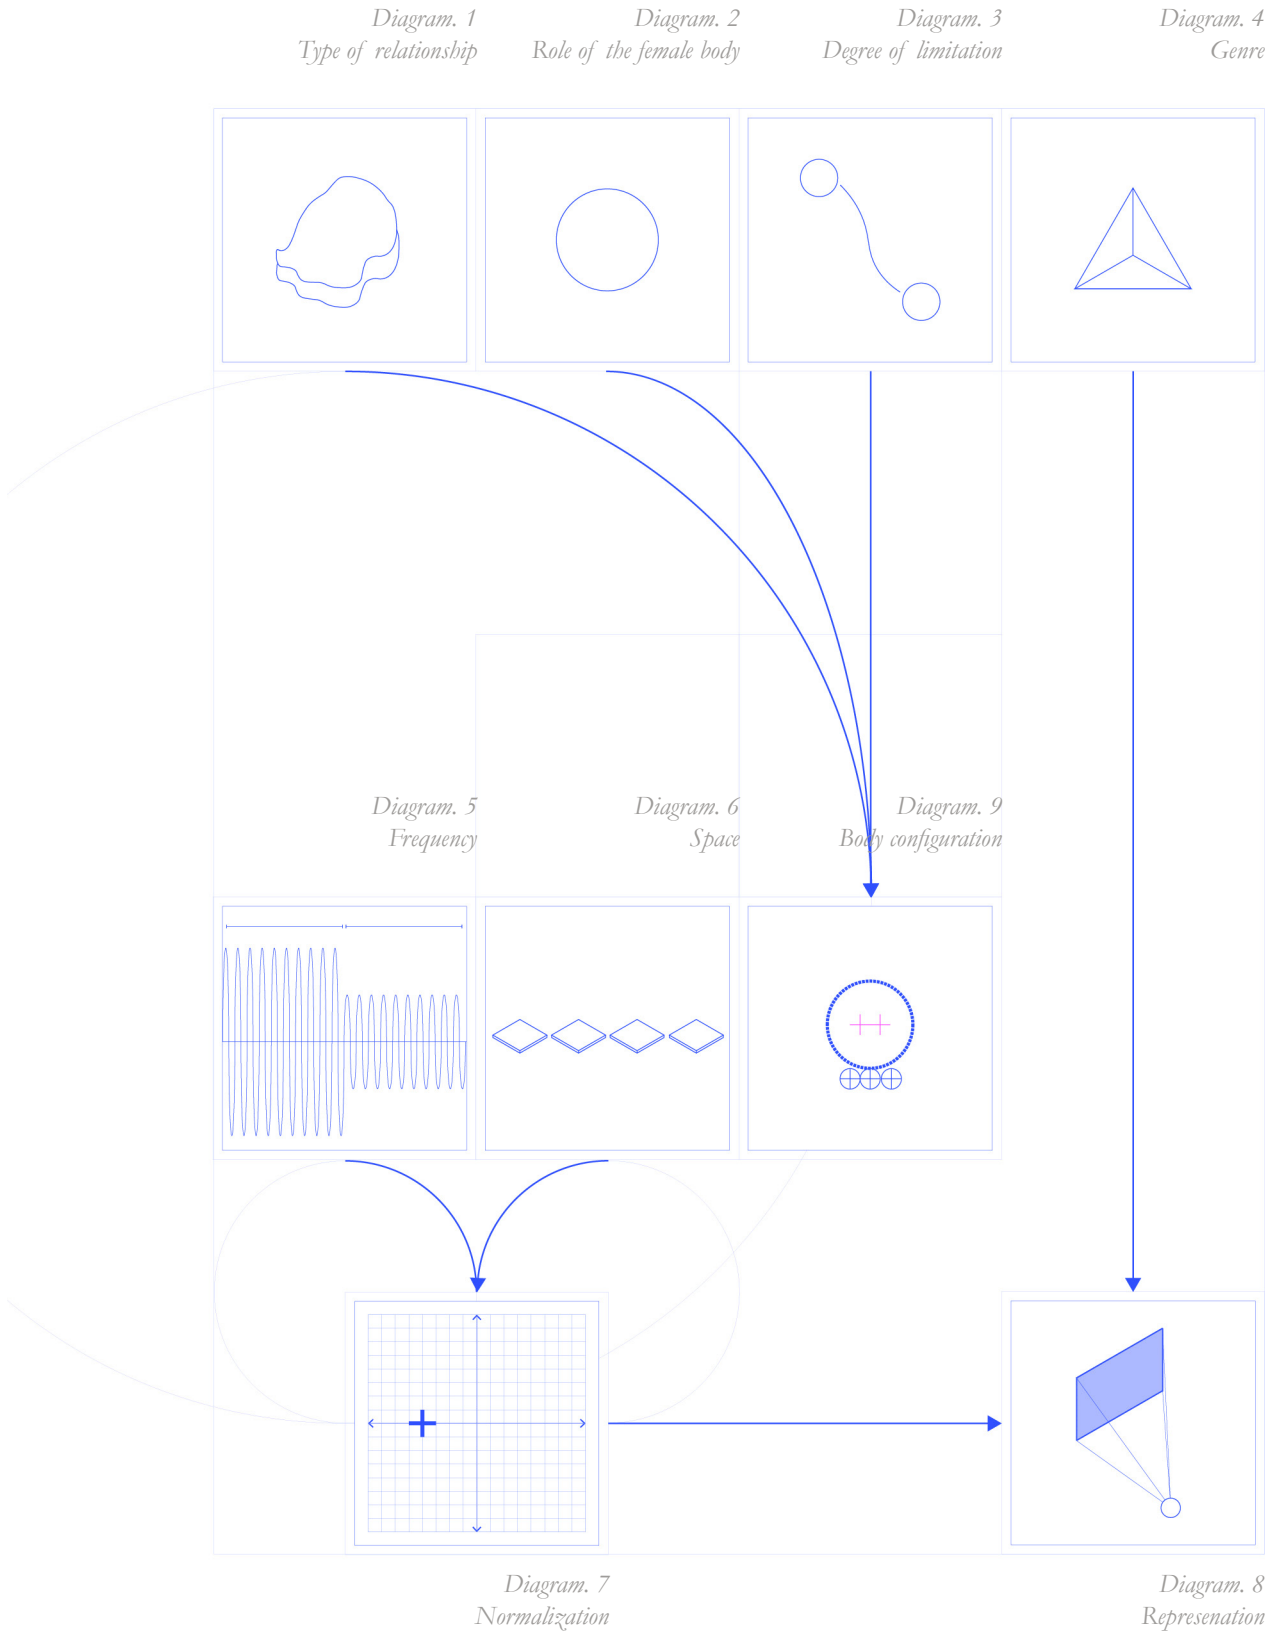 Diagram. 1
Type of relationship
Diagram. 2
Role of the female body
Diagram. 3
Degree of limitation
Diagram. 4
Genre
Diagram. 5
Frequency
Diagram. 6
Space
Diagram. 9
Body configuration
Diagram. 7
Normalization
Diagram. 8
Represenation